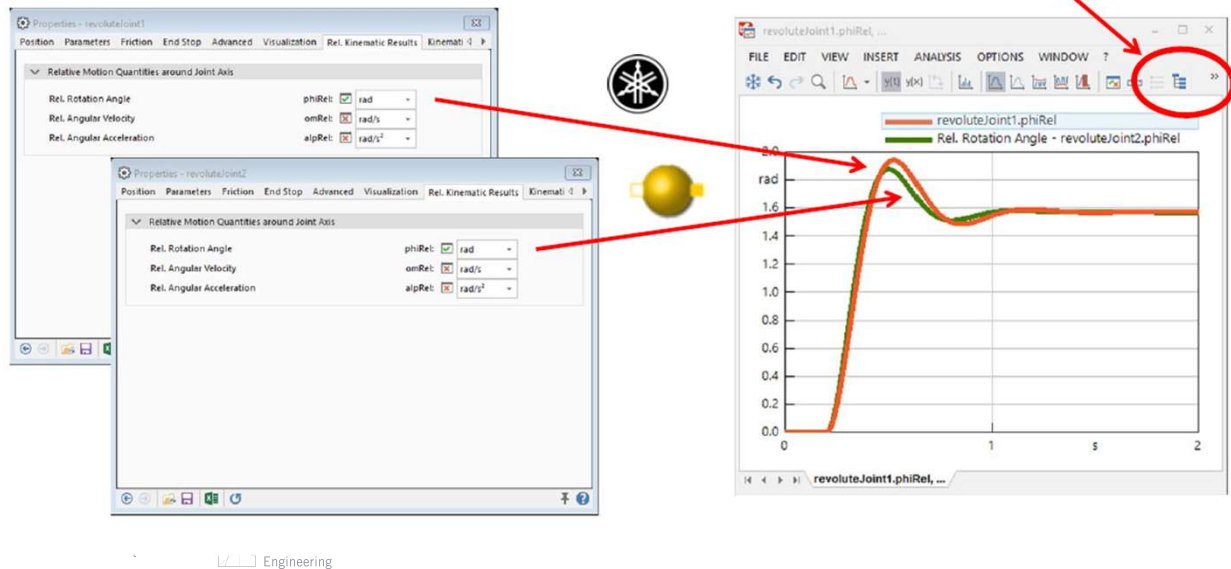 Properties - revoluteJoint1
Position Parameters Friction End Stop Advanced Visualization Rel. Kinematic Results Kinemati
Relative Motion Quantities around Joint Axis
Rel. Rotation Angle phiRel: rad
Rel. Angular Velocity omRel: rad/s
Rel. Angular Acceleration alpRel: rad/s²
Properties - revoluteJoint2
Position Parameters Friction End Stop Advanced Visualization Rel. Kinematic Results Kinemati
Relative Motion Quantities around Joint Axis
Rel. Rotation Angle phiRel: rad
Rel. Angular Velocity omRel: rad/s
Rel. Angular Acceleration alpRel: rad/s²
revoluteJoint1.phiRel, ...
FILE EDIT VIEW INSERT ANALYSIS OPTIONS WINDOW ?
y(t) y(x)
revoluteJoint1.phiRel
Rel. Rotation Angle - revoluteJoint2.phiRel
2.0
rad
1.6
1.4
1.2
1.0
0.8
0.6
0.4
0.2
0.0
0 1 s 2
revoluteJoint1.phiRel, ...
Engineering